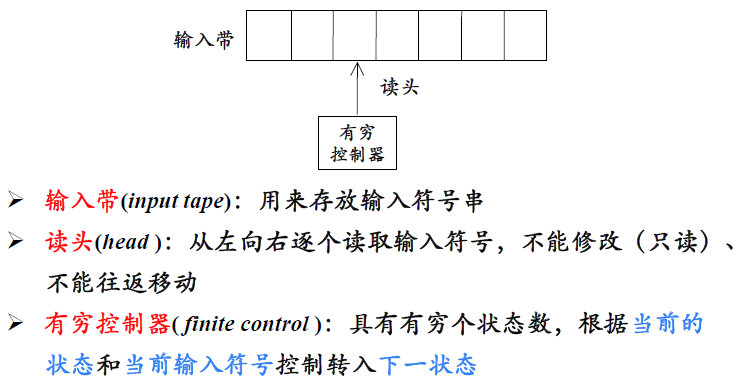 输入带
读头
有穷
控制器
➢ 输入带(input tape)：用来存放输入符号串
➢ 读头(head )：从左向右逐个读取输入符号，不能修改（只读）、
不能往返移动
➢ 有穷控制器( finite control )：具有有穷个状态数，根据当前的
状态和当前输入符号控制转入下一状态